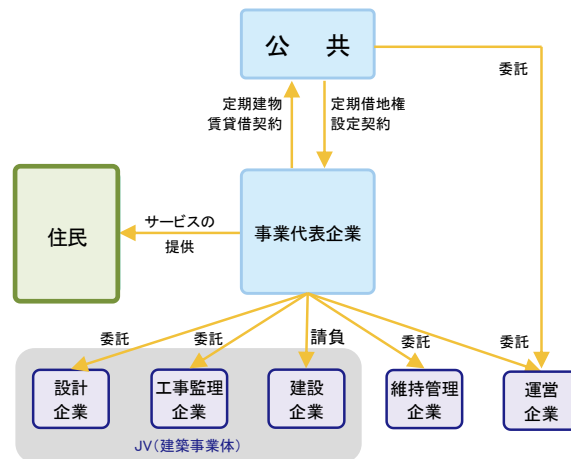 公 共
委託
定期建物
賃貸借契約
定期借地権
設定契約
住民
サービスの
提供
事業代表企業
委託
委託
請負
委託
委託
設計
企業
工事監理
企業
建設
企業
維持管理
企業
運営
企業
JV(建築事業体)